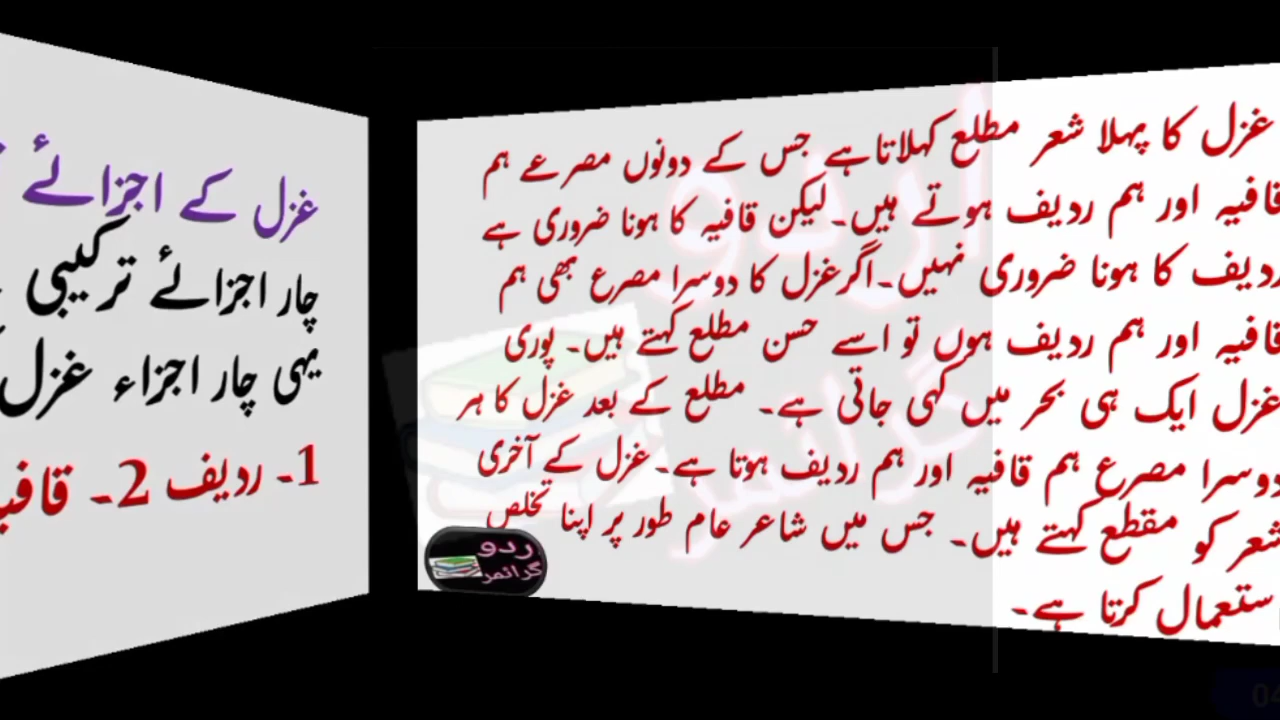 غزل کا پہلا شعر مطلع کہلاتا ہے جس کے دونوں مصرعے ہم
قافیہ اور ہم ردیف ہوتے ہیں۔ لیکن قافیہ کا ہونا ضروری ہے
ردیف کا ہونا ضروری نہیں۔ اگر غزل کا دوسرا مصرع بھی ہم
قافیہ اور ہم ردیف ہوں تو اسے حسن مطلع کہتے ہیں۔ پوری
غزل ایک ہی بحر میں کہی جاتی ہے۔ مطلع کے بعد غزل کا ہر
دوسرا مصرع ہم قافیہ اور ہم ردیف ہوتا ہے۔ غزل کے آخری
شعر کو مقطع کہتے ہیں۔ جس میں شاعر عام طور پر اپنا تخلص
ستعمال کرتا ہے۔
اردو
گرائمر
ردو
گرائمر
غزل کے اجزائے
چار اجزائے ترکیبی
یہی چار اجزاء غزل
1۔ ردیف 2۔ قافیہ